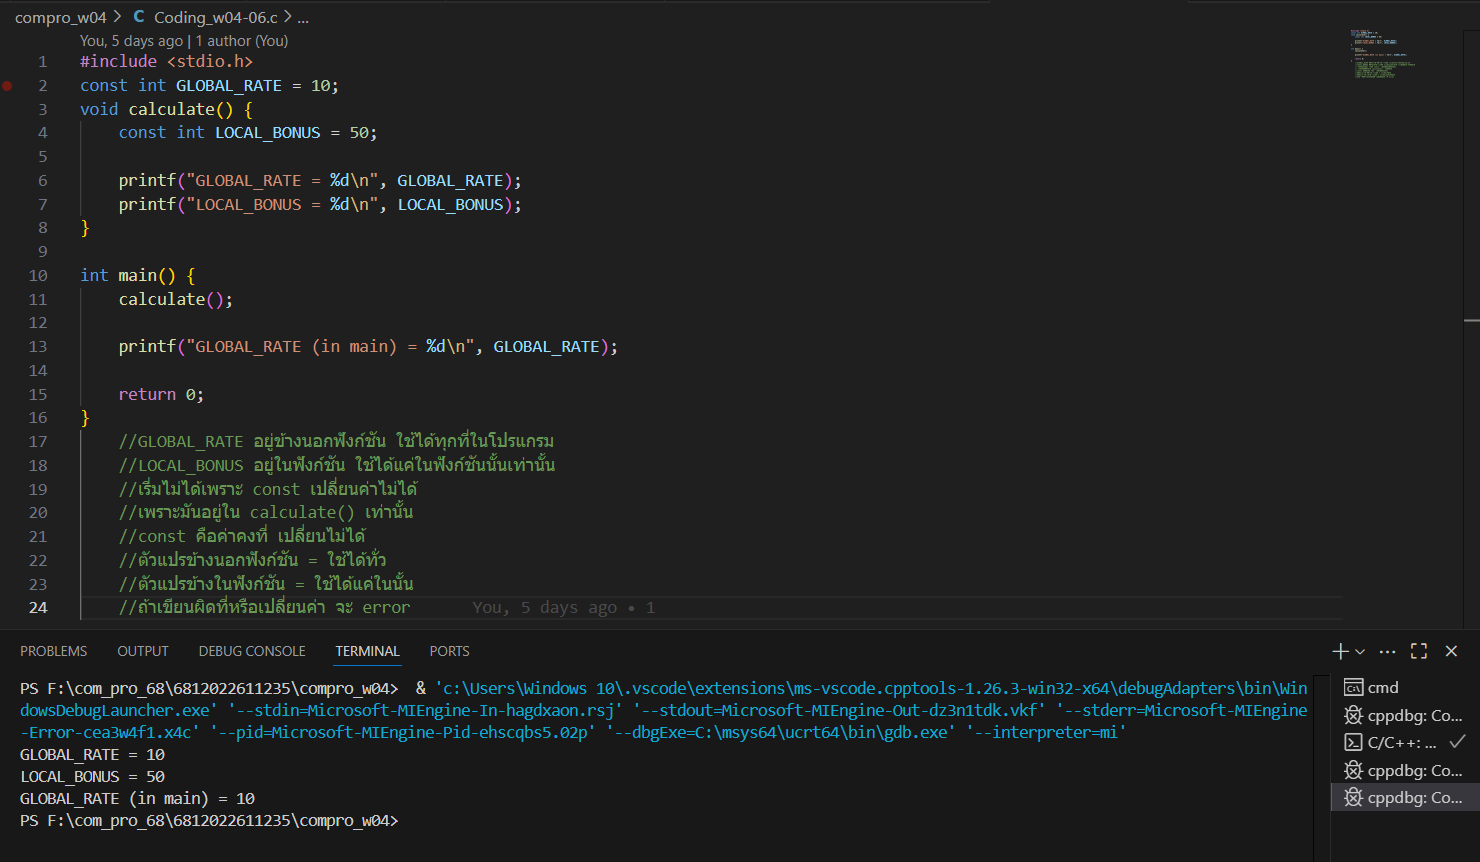 compro_w04 > C Coding_w04-06.c > ...
You, 5 days ago | 1 author (You)
1 #include <stdio.h>
2 const int GLOBAL_RATE = 10;
3 void calculate() {
4 const int LOCAL_BONUS = 50;
5
6 printf("GLOBAL_RATE = %d\n", GLOBAL_RATE);
7 printf("LOCAL_BONUS = %d\n", LOCAL_BONUS);
8 }
9
10 int main() {
11 calculate();
12
13 printf("GLOBAL_RATE (in main) = %d\n", GLOBAL_RATE);
14
15 return 0;
16 }
17 //GLOBAL_RATE อยู่ข้างนอกฟังก์ชัน ใช้ได้ทุกที่ในโปรแกรม
18 //LOCAL_BONUS อยู่ในฟังก์ชัน ใช้ได้แค่ในฟังก์ชันนั้นเท่านั้น
19 //เริ่มไม่ได้เพราะ const เปลี่ยนค่าไม่ได้
20 //เพราะมันอยู่ใน calculate() เท่านั้น
21 //const คือค่าคงที่ เปลี่ยนไม่ได้
22 //ตัวแปรข้างนอกฟังก์ชัน = ใช้ได้ทั่ว
23 //ตัวแปรข้างในฟังก์ชัน = ใช้ได้แค่ในนั้น
24 //ถ้าเขียนผิดที่หรือเปลี่ยนค่า จะ error You, 5 days ago • 1
PROBLEMS OUTPUT DEBUG CONSOLE TERMINAL PORTS
PS F:\com_pro_68\6812022611235\compro_w04> & 'c:\Users\Windows 10\.vscode\extensions\ms-vscode.cpptools-1.26.3-win32-x64\debugAdapters\bin\Win
dowsDebugLauncher.exe' '--stdin=Microsoft-MIEngine-In-hagdxaon.rsj' '--stdout=Microsoft-MIEngine-Out-dz3n1tdk.vkf' '--stderr=Microsoft-MIEngine
-Error-cea3w4f1.x4c' '--pid=Microsoft-MIEngine-Pid-ehscqbs5.02p' '--dbgExe=C:\msys64\ucrt64\bin\gdb.exe' '--interpreter=mi'
GLOBAL_RATE = 10
LOCAL_BONUS = 50
GLOBAL_RATE (in main) = 10
PS F:\com_pro_68\6812022611235\compro_w04>
cmd
cppdbg: Co...
C/C++: ...
cppdbg: Co...
cppdbg: Co...